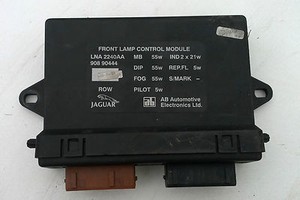 FRONT LAMP CONTROL MODULE
LNA 2240AA MB 55w IND 2 x 21w
908 90444 DIP 55w REP.FL 5w
FOG 55w S/MARK -
ROW PILOT 5w
JAGUAR AB Automotive
Electronics Ltd.